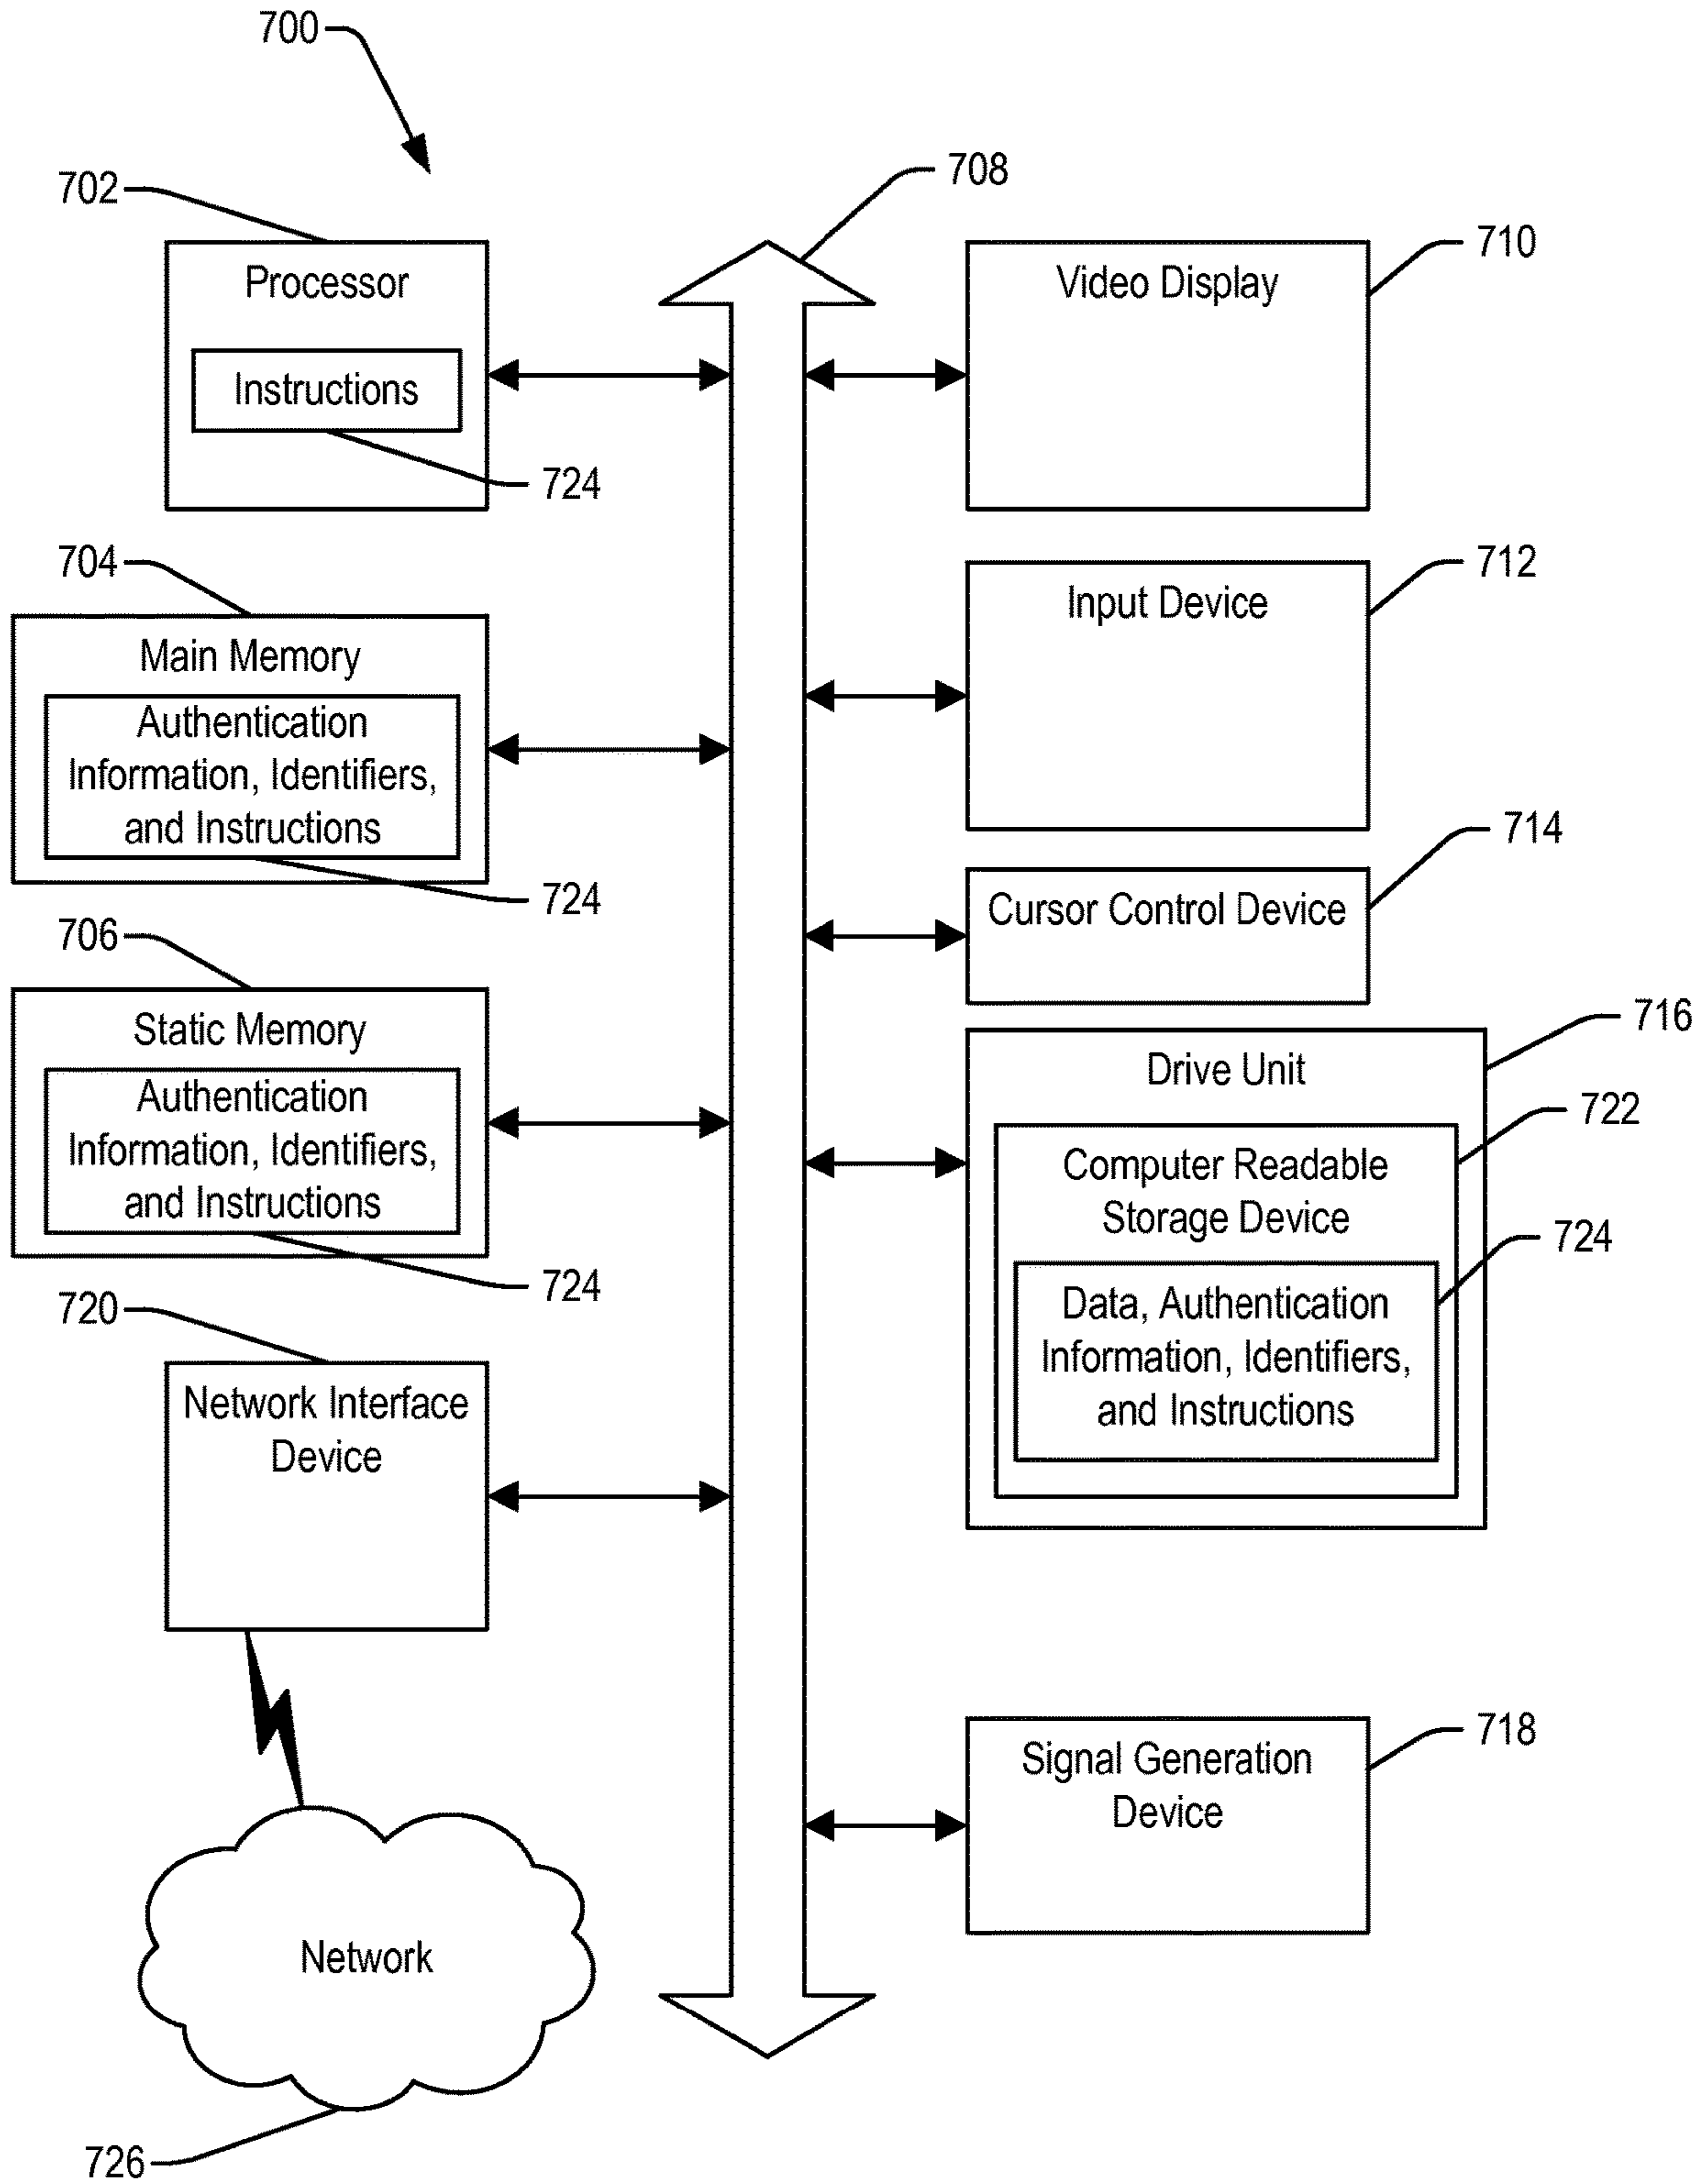 700
702
708
710
Processor
Instructions
724
Video Display
704
Main Memory
Authentication
Information, Identifiers,
and Instructions
724
712
Input Device
714
Cursor Control Device
706
Static Memory
Authentication
Information, Identifiers,
and Instructions
724
716
Drive Unit
722
Computer Readable
Storage Device
724
Data, Authentication
Information, Identifiers,
and Instructions
720
Network Interface
Device
718
Signal Generation
Device
Network
726